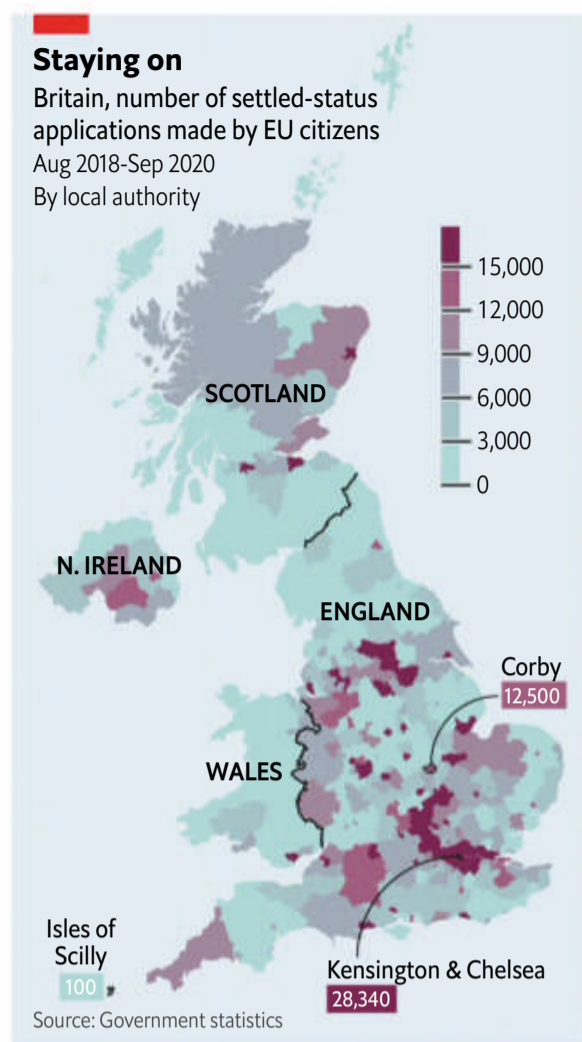 Staying on
Britain, number of settled-status
applications made by EU citizens
Aug 2018-Sep 2020
By local authority
15,000
12,000
9,000
6,000
3,000
0
SCOTLAND
N. IRELAND
ENGLAND
Corby
12,500
WALES
Isles of
Scilly
100
Kensington & Chelsea
28,340
Source: Government statistics